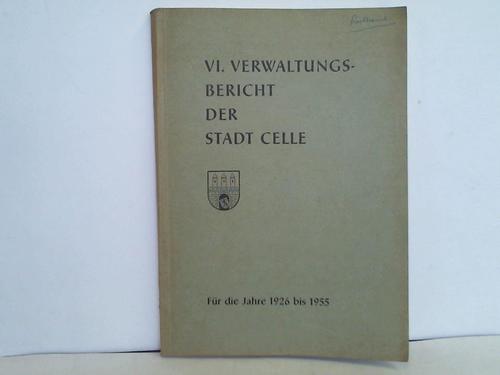 VI. VERWALTUNGS-
BERICHT
DER
STADT CELLE
Für die Jahre 1926 bis 1955